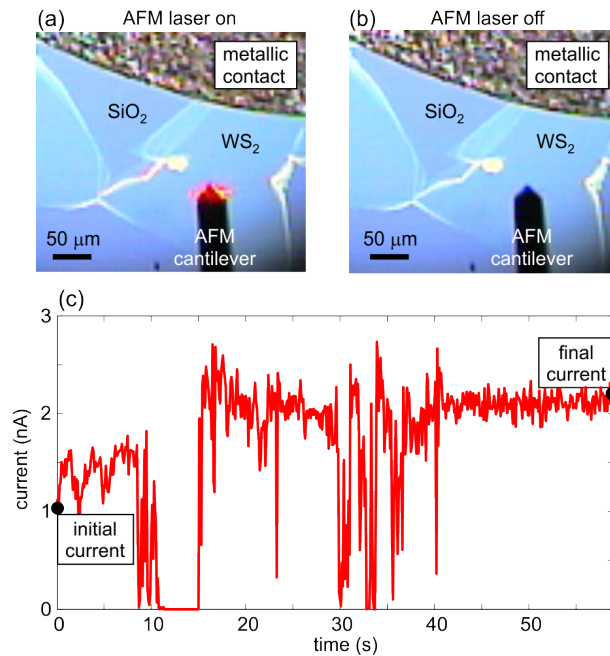 (a) AFM laser on
(b) AFM laser off
metallic
contact
SiO₂
WS₂
50 μm
AFM
cantilever
metallic
contact
SiO₂
WS₂
50 μm
AFM
cantilever
(c)
3
2
1
0
current (nA)
initial
current
final
current
0 10 20 30 40 50
time (s)